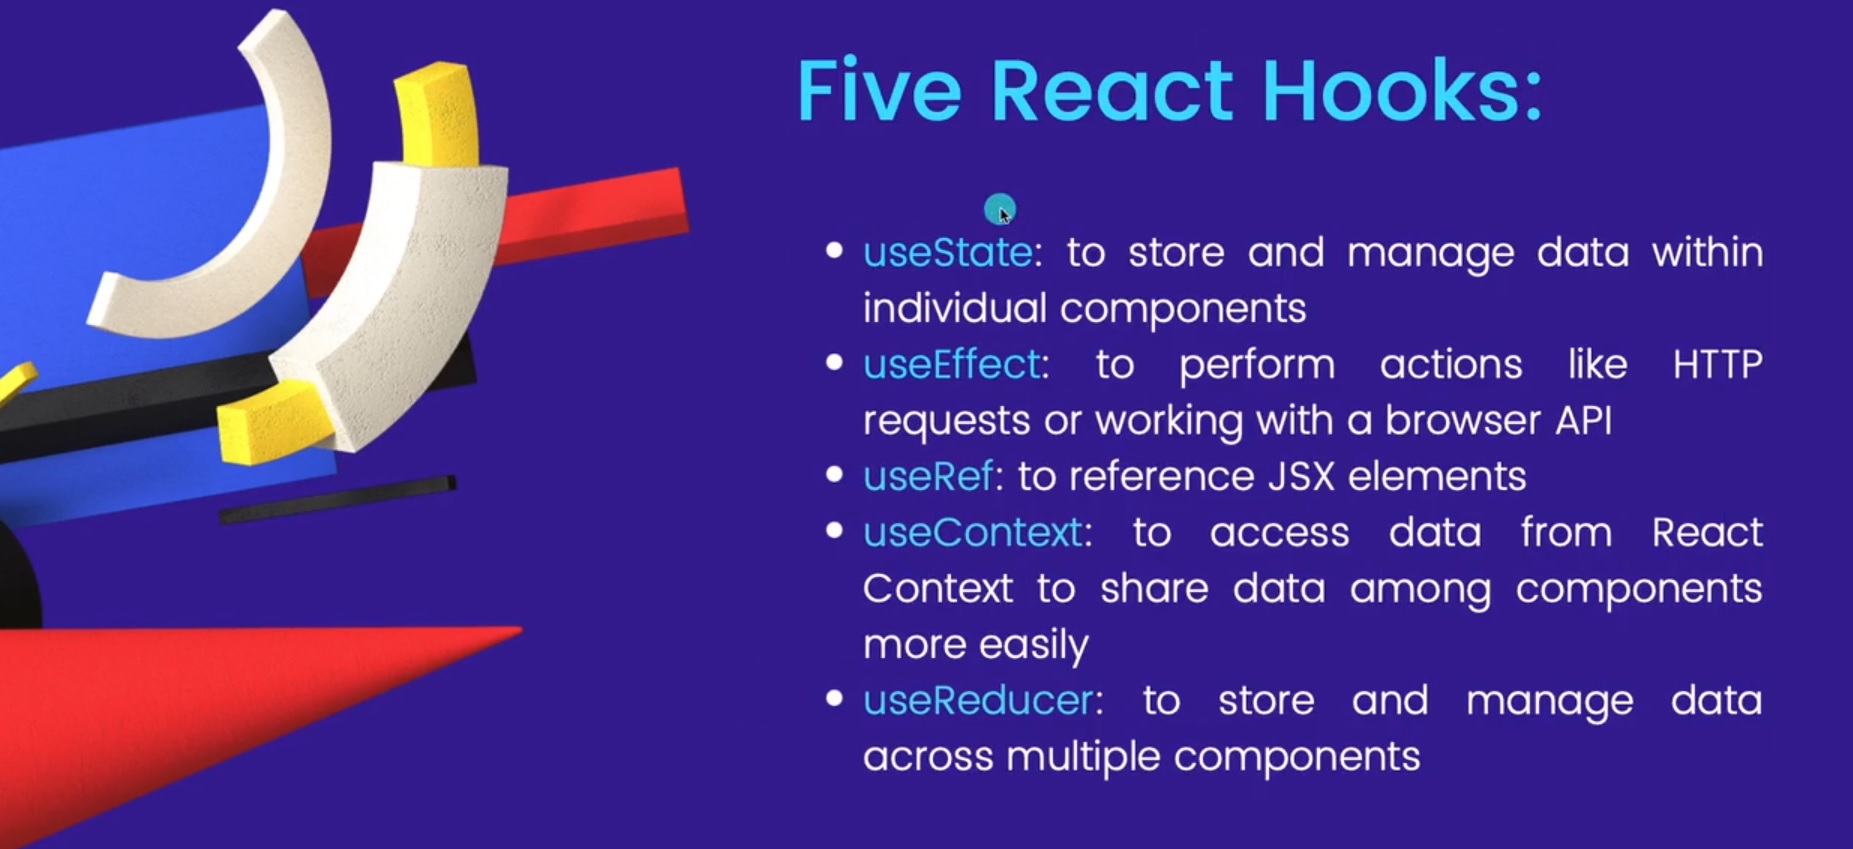 Five React Hooks:
• useState: to store and manage data within
individual components
• useEffect: to perform actions like HTTP
requests or working with a browser API
• useRef: to reference JSX elements
• useContext: to access data from React
Context to share data among components
more easily
• useReducer: to store and manage data
across multiple components